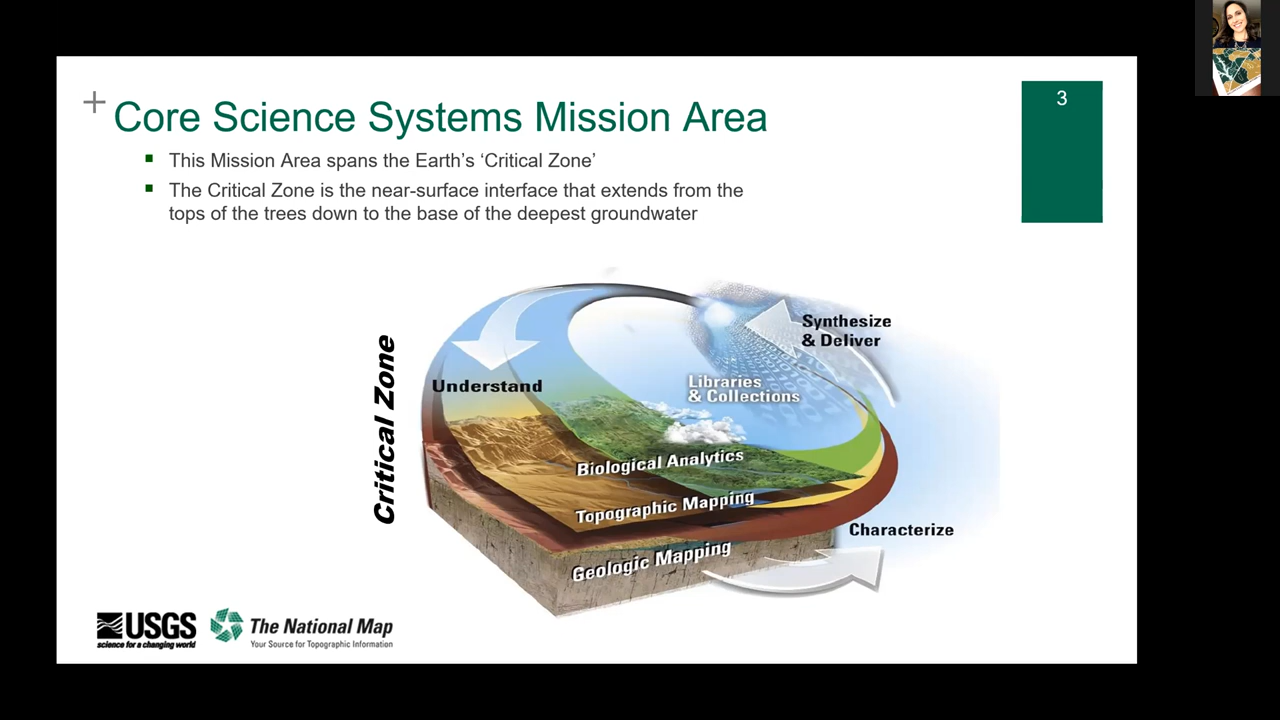 + Core Science Systems Mission Area
3
This Mission Area spans the Earth's ‘Critical Zone’
The Critical Zone is the near-surface interface that extends from the
tops of the trees down to the base of the deepest groundwater
Critical Zone
Synthesize
& Deliver
Understand
Libraries
& Collections
Biological Analytics
Topographic Mapping
Geologic Mapping
Characterize
USGS
science for a changing world
The National Map
Your Source for Topographic Information